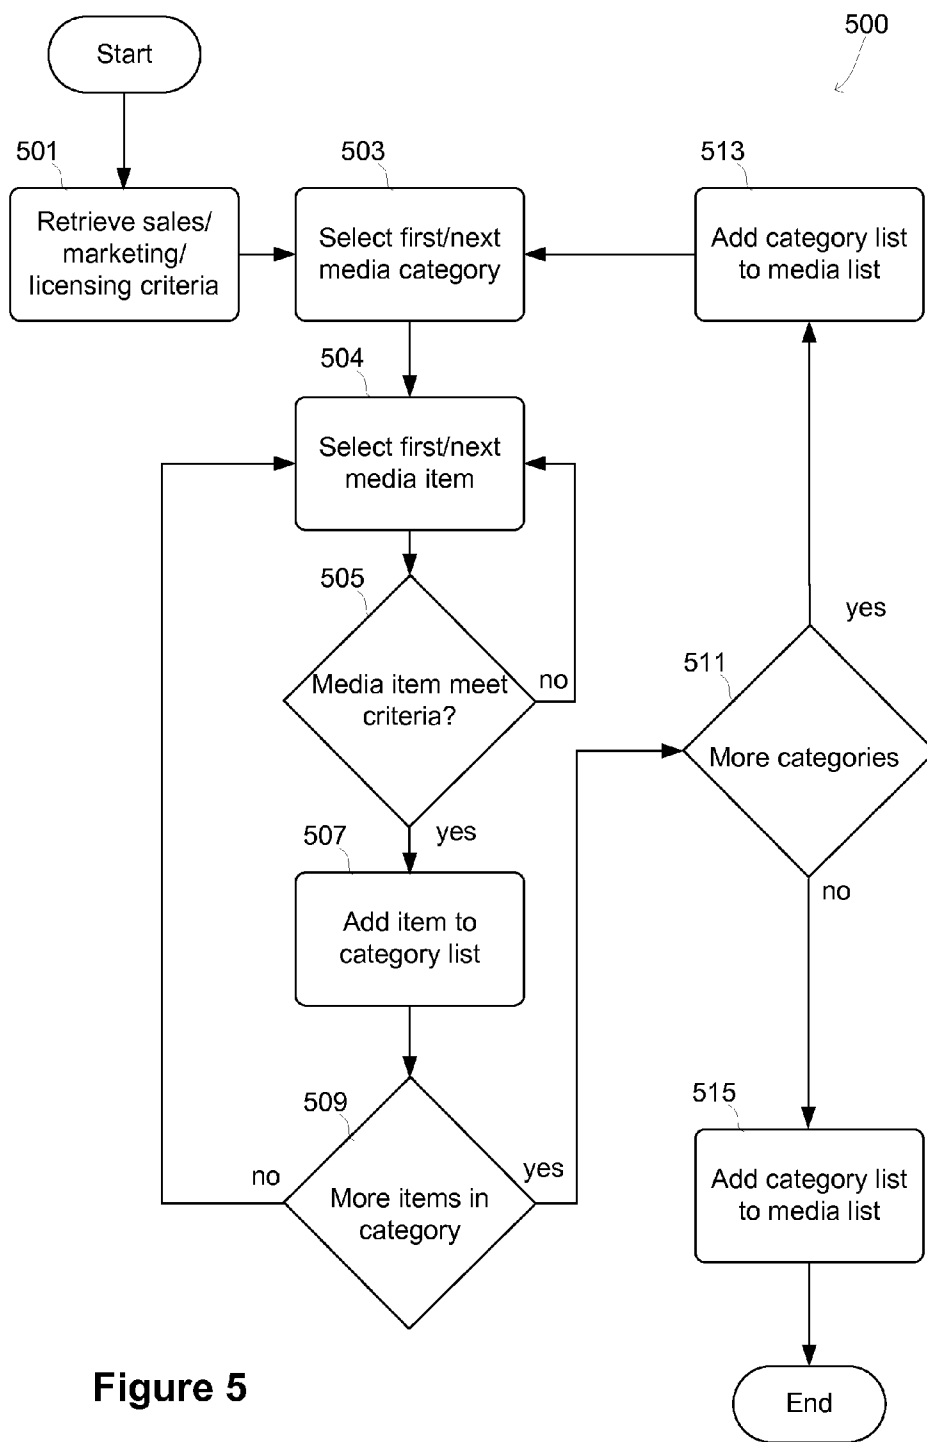 Start
500
501
Retrieve sales/
marketing/
licensing criteria
503
Select first/next
media category
513
Add category list
to media list
504
Select first/next
media item
505
Media item meet
criteria?
no
yes
507
Add item to
category list
509
More items in
category
no
yes
511
More categories
yes
no
515
Add category list
to media list
End
Figure 5